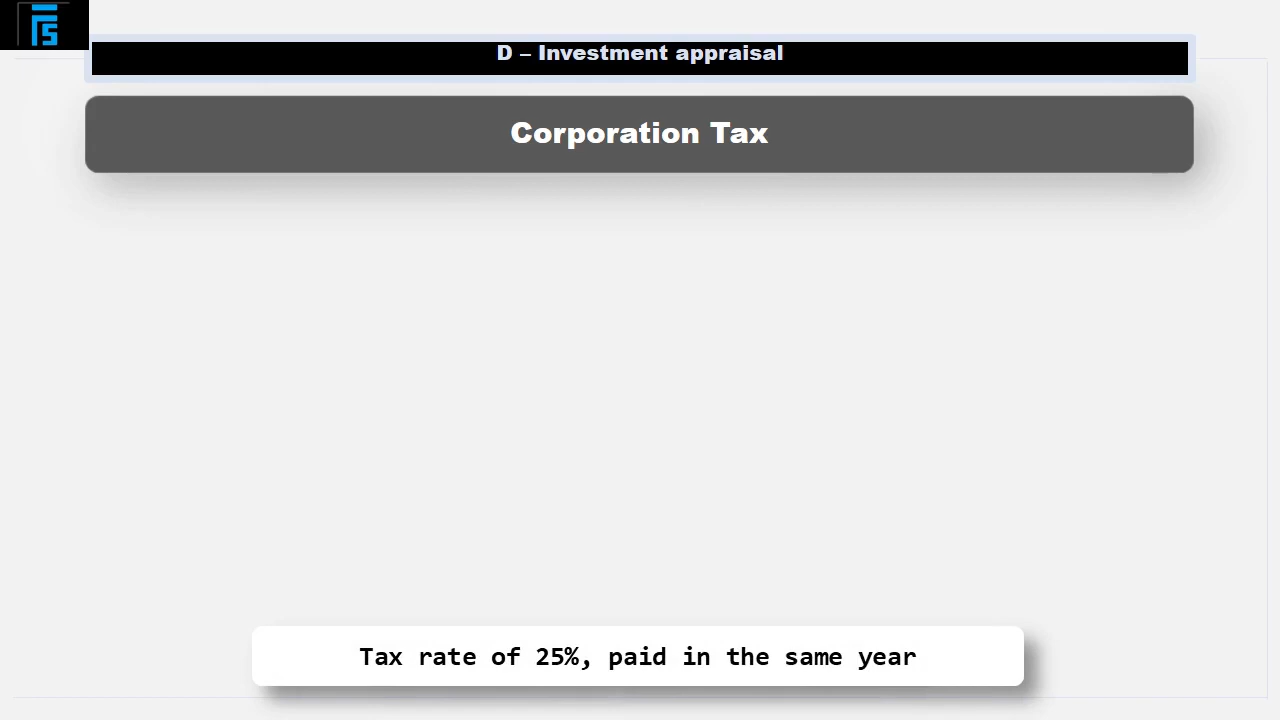 D – Investment appraisal
Corporation Tax
Tax rate of 25%, paid in the same year